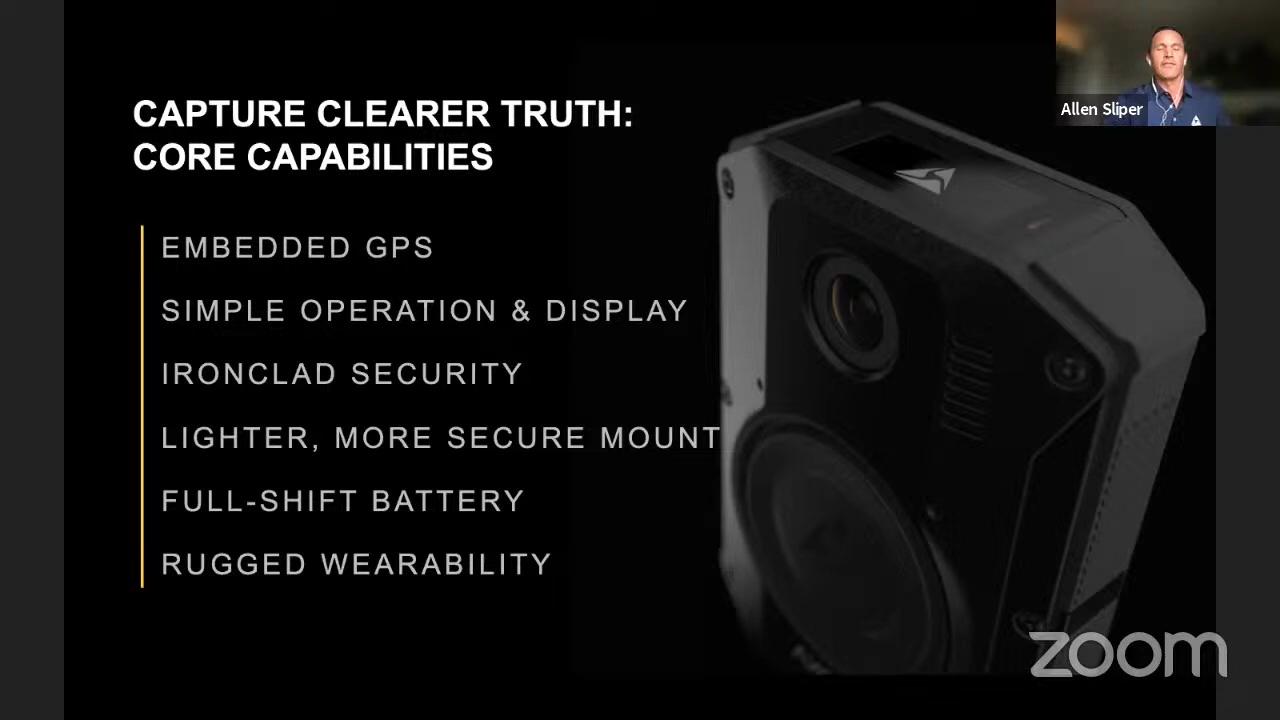 Allen Sliper
CAPTURE CLEARER TRUTH:
CORE CAPABILITIES
EMBEDDED GPS
SIMPLE OPERATION & DISPLAY
IRONCLAD SECURITY
LIGHTER, MORE SECURE MOUNT
FULL-SHIFT BATTERY
RUGGED WEARABILITY
zoom